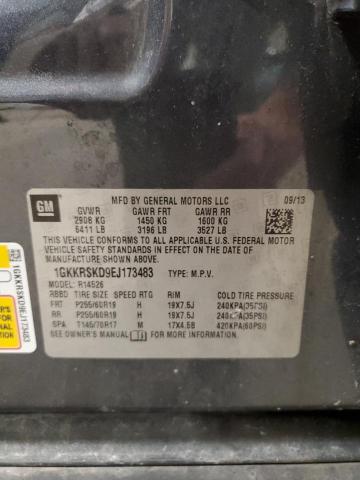 GM
MFD BY GENERAL MOTORS LLC 09/13
GVWR GAWR FRT GAWR RR
2908 KG 1450 KG 1600 KG
6411 LB 3196 LB 3527 LB
THIS VEHICLE CONFORMS TO ALL APPLICABLE U.S. FEDERAL MOTOR
VEHICLE SAFETY STANDARDS IN EFFECT ON THE DATE OF
MANUFACTURE SHOWN ABOVE.
1GKKRSKD9EJ173483 TYPE: M.P.V.
MODEL: R14526
RBBD TIRE SIZE SPEED RTG RIM COLD TIRE PRESSURE
FRT P255/60R19 H 19X7.5J 240KPA(35PSI)
RR P255/60R19 H 19X7.5J 240KPA(35PSI)
SPA T145/70R17 M 17X4.5B 420KPA(60PSI)
SEE OWNER'S MANUAL FOR MORE INFORMATION.
1GKKRSKD9EJ173483